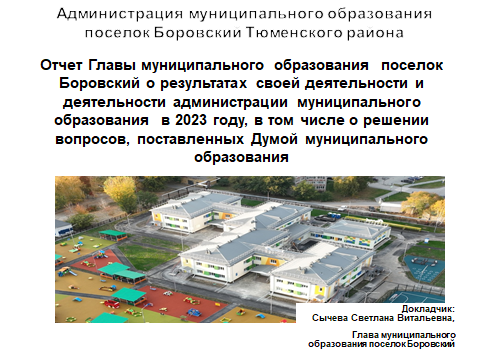 Администрация муниципального образования
поселок Боровский Тюменского района
Отчет Главы муниципального образования поселок
Боровский о результатах своей деятельности и
деятельности администрации муниципального
образования в 2023 году, в том числе о решении
вопросов, поставленных Думой муниципального
образования
Докладчик:
Сычева Светлана Витальевна,
Глава муниципального
образования поселок Боровский